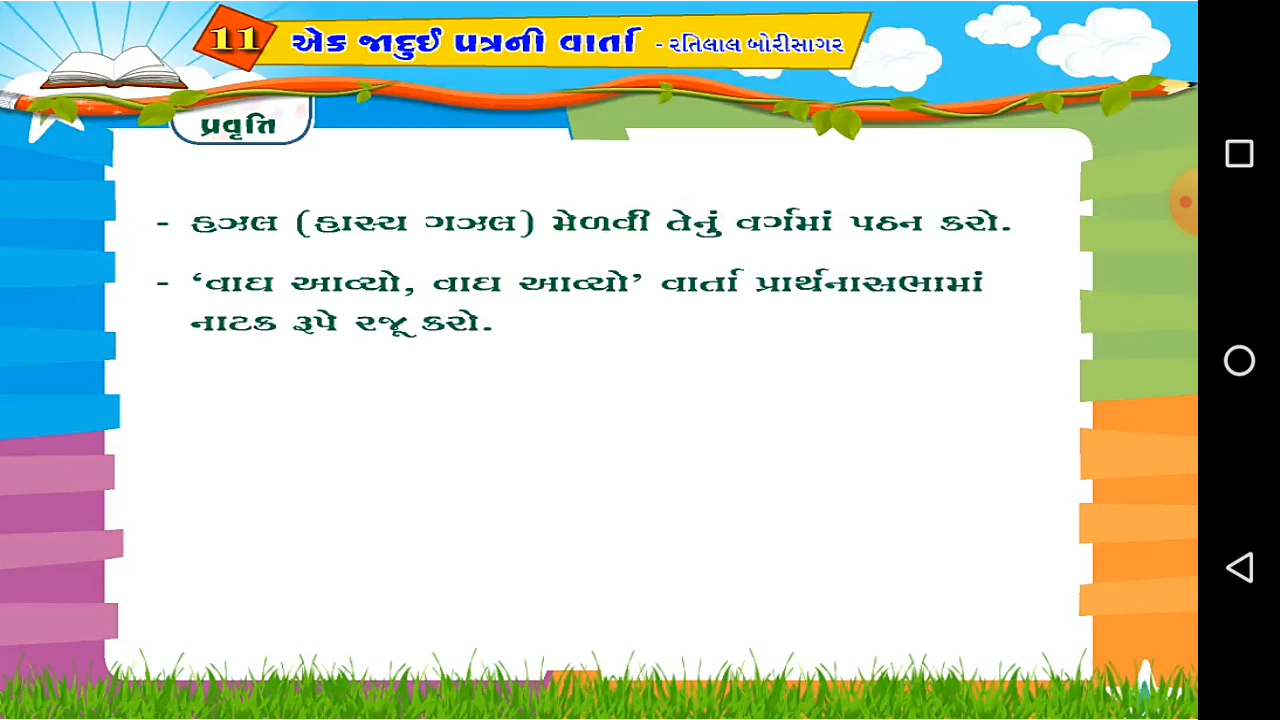 11 એક જાદુઈ પત્રની વાર્તા - રતિલાલ બોરીસાગર
પ્રવૃત્તિ
- હઝલ (હાસ્ય ગઝલ) મેળવી તેનું વર્ગમાં પઠન કરો.
- ‘વાઘ આવ્યો, વાઘ આવ્યો’ વાર્તા પ્રાર્થનાસભામાં
નાટક રૂપે રજૂ કરો.